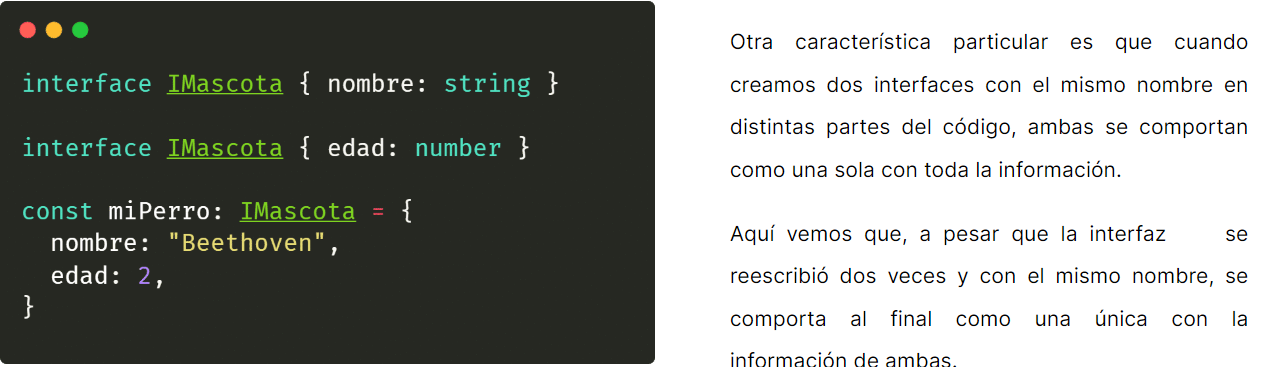 interface IMascota { nombre: string }
interface IMascota { edad: number }
const miPerro: IMascota = {
nombre: "Beethoven",
edad: 2,
}
Otra característica particular es que cuando
creamos dos interfaces con el mismo nombre en
distintas partes del código, ambas se comportan
como una sola con toda la información.
Aquí vemos que, a pesar que la interfaz se
reescribió dos veces y con el mismo nombre, se
comporta al final como una única con la
información de ambas.